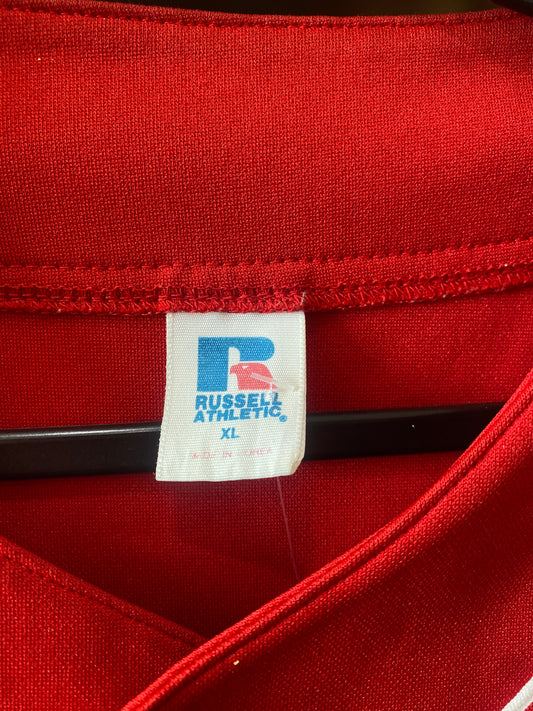 R
RUSSELL
ATHLETIC®
XL
MADE IN KOREA